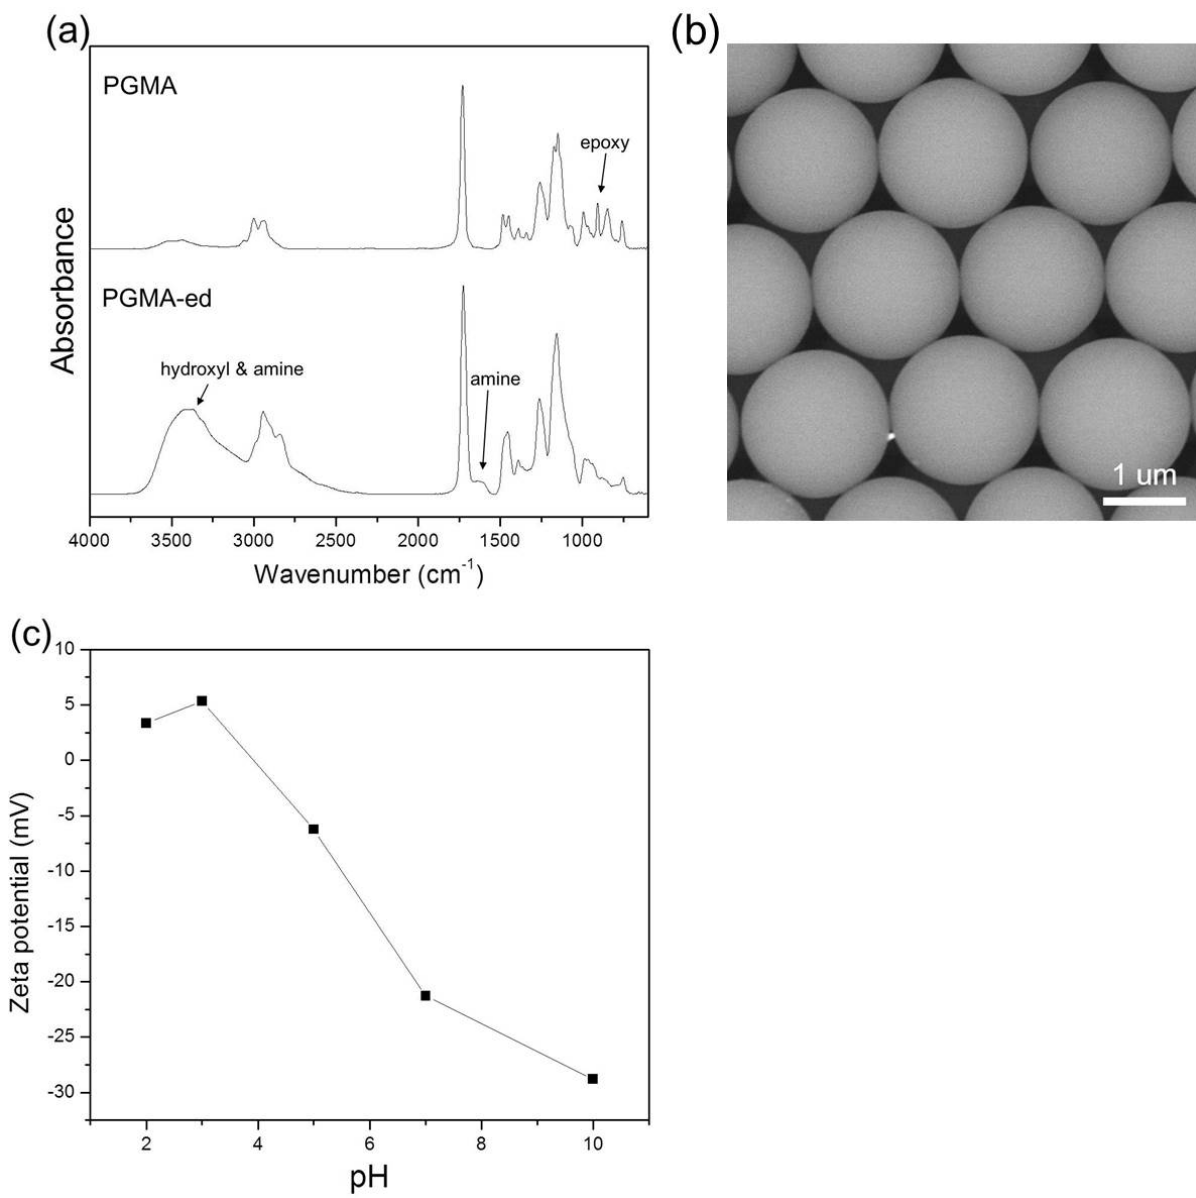 (a)
PGMA
epoxy
PGMA-ed
hydroxyl & amine
amine
Absorbance
4000 3500 3000 2500 2000 1500 1000
Wavenumber (cm-1)
(b)
1 um
(c)
10
5
0
-5
-10
-15
-20
-25
-30
Zeta potential (mV)
2 4 6 8 10
pH